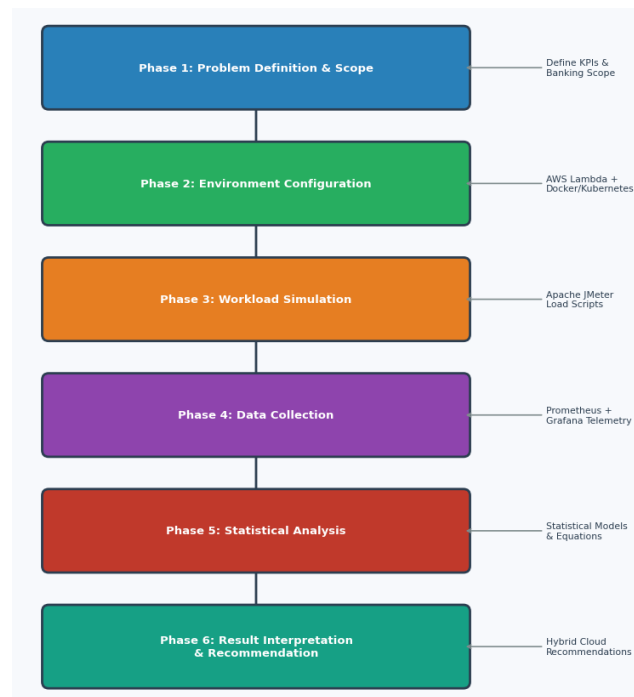 Phase 1: Problem Definition & Scope
Define KPIs &
Banking Scope
Phase 2: Environment Configuration
AWS Lambda +
Docker/Kubernetes
Phase 3: Workload Simulation
Apache JMeter
Load Scripts
Phase 4: Data Collection
Prometheus +
Grafana Telemetry
Phase 5: Statistical Analysis
Statistical Models
& Equations
Phase 6: Result Interpretation
& Recommendation
Hybrid Cloud
Recommendations